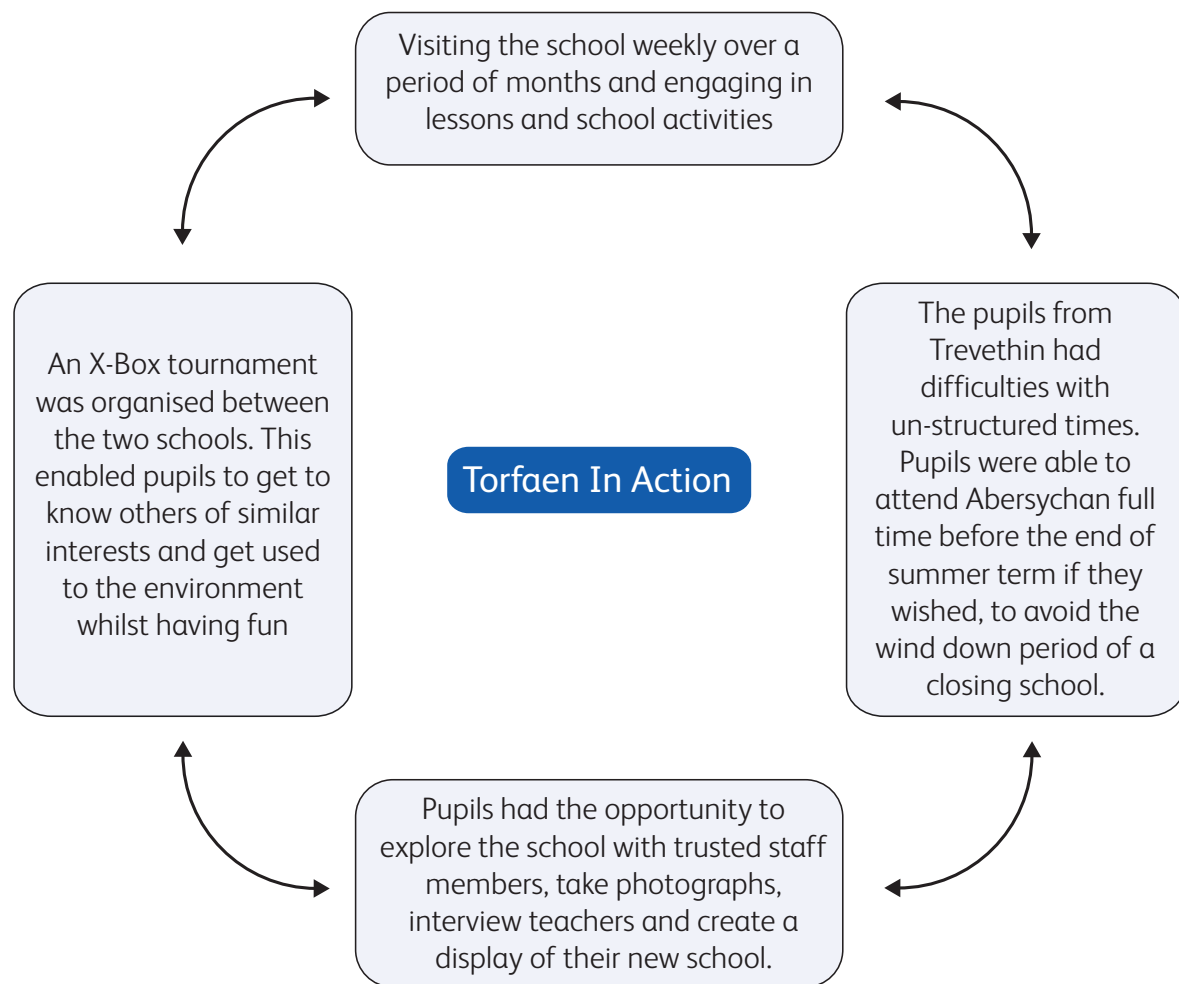 Visiting the school weekly over a
period of months and engaging in
lessons and school activities
An X-Box tournament
was organised between
the two schools. This
enabled pupils to get to
know others of similar
interests and get used
to the environment
whilst having fun
Torfaen In Action
The pupils from
Trevethin had
difficulties with
un-structured times.
Pupils were able to
attend Abersychan full
time before the end of
summer term if they
wished, to avoid the
wind down period of a
closing school.
Pupils had the opportunity to
explore the school with trusted staff
members, take photographs,
interview teachers and create a
display of their new school.